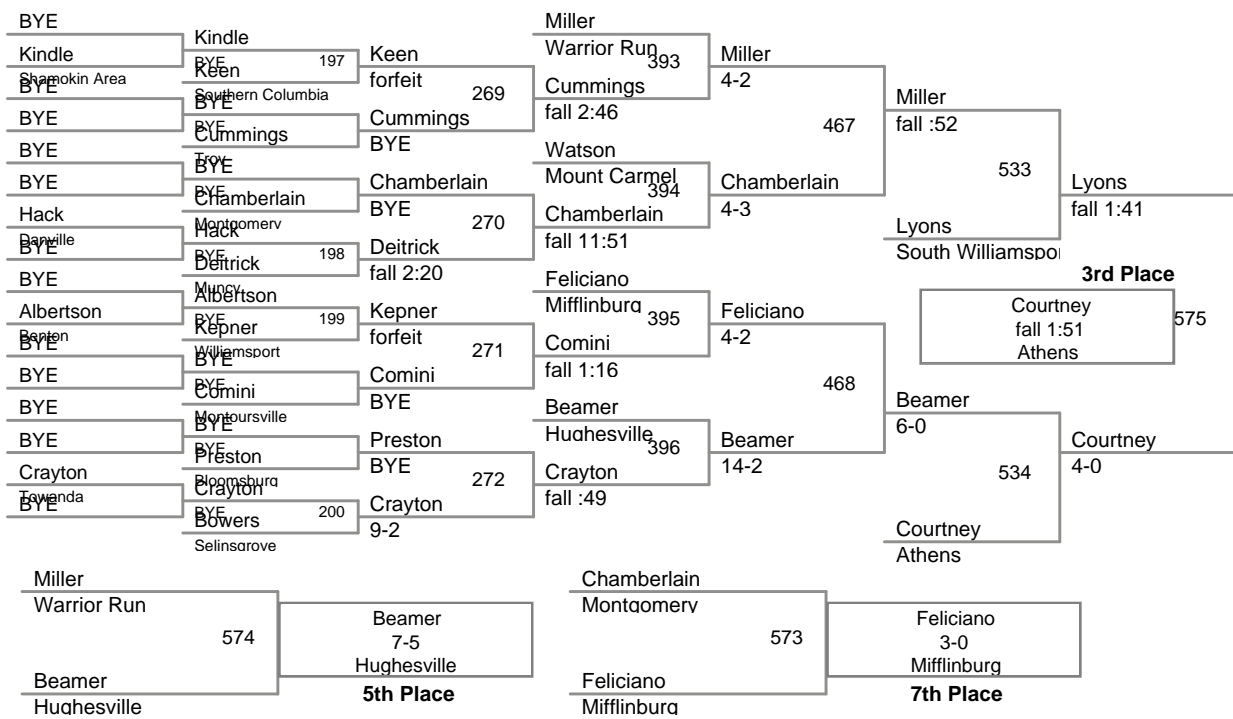 BYE
Kindle
Shamokin Area
BYE
BYE
BYE
BYE
Hack
Danville
BYE
BYE
Albertson
Benton
BYE
BYE
BYE
BYE
Crayton
Towanda
BYE
Kindle
BYE 197
Keen
Southern Columbia
BYE
BYE
Cummings
Troy
BYE
BYE
Chamberlain
Montgomery
Hack
BYE 198
Deitrick
Muncy
Albertson
BYE 199
Kepner
Williamsport
BYE
BYE
Comini
Montoursville
BYE
BYE
Preston
Bloomsburg
Crayton
BYE 200
Bowers
Selinsgrove
Keen
forfeit
269
Cummings
BYE
Chamberlain
BYE
270
Deitrick
fall 2:20
Kepner
forfeit
271
Comini
BYE
Preston
BYE
272
Crayton
9-2
Miller
Warrior Run
393
Cummings
fall 2:46
Watson
Mount Carmel
394
Chamberlain
fall 11:51
Feliciano
Mifflinburg
395
Comini
fall 1:16
Beamer
Hughesville
396
Crayton
fall :49
Miller
4-2
467
Chamberlain
4-3
Feliciano
4-2
468
Beamer
14-2
Miller
fall :52
533
Lyons
South Williamspor
Beamer
6-0
534
Courtney
Athens
Lyons
fall 1:41
3rd Place
Courtney
fall 1:51
Athens
575
Courtney
4-0
Miller
Warrior Run
574
Beamer
Hughesville
Beamer
7-5
Hughesville
5th Place
Chamberlain
Montgomery
573
Feliciano
Mifflinburg
Feliciano
3-0
Mifflinburg
7th Place